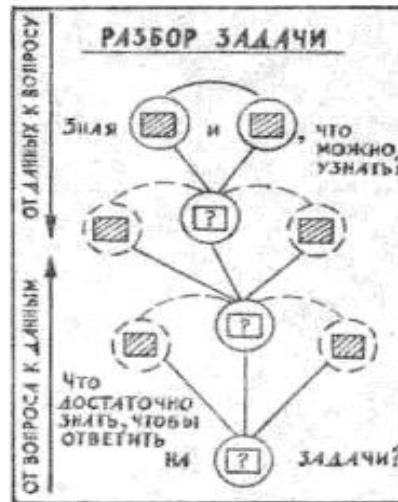 РАЗБОР ЗАДАЧИ
ОТ ДАННЫХ К ВОПРОСУ
ЗНАЯ И , ЧТО
МОЖНО
УЗНАТЬ?
?
?
ОТ ВОПРОСА К ДАННЫМ
ЧТО
ДОСТАТОЧНО
ЗНАТЬ, ЧТОБЫ
ОТВЕТИТЬ
НА ? ЗАДАЧИ?